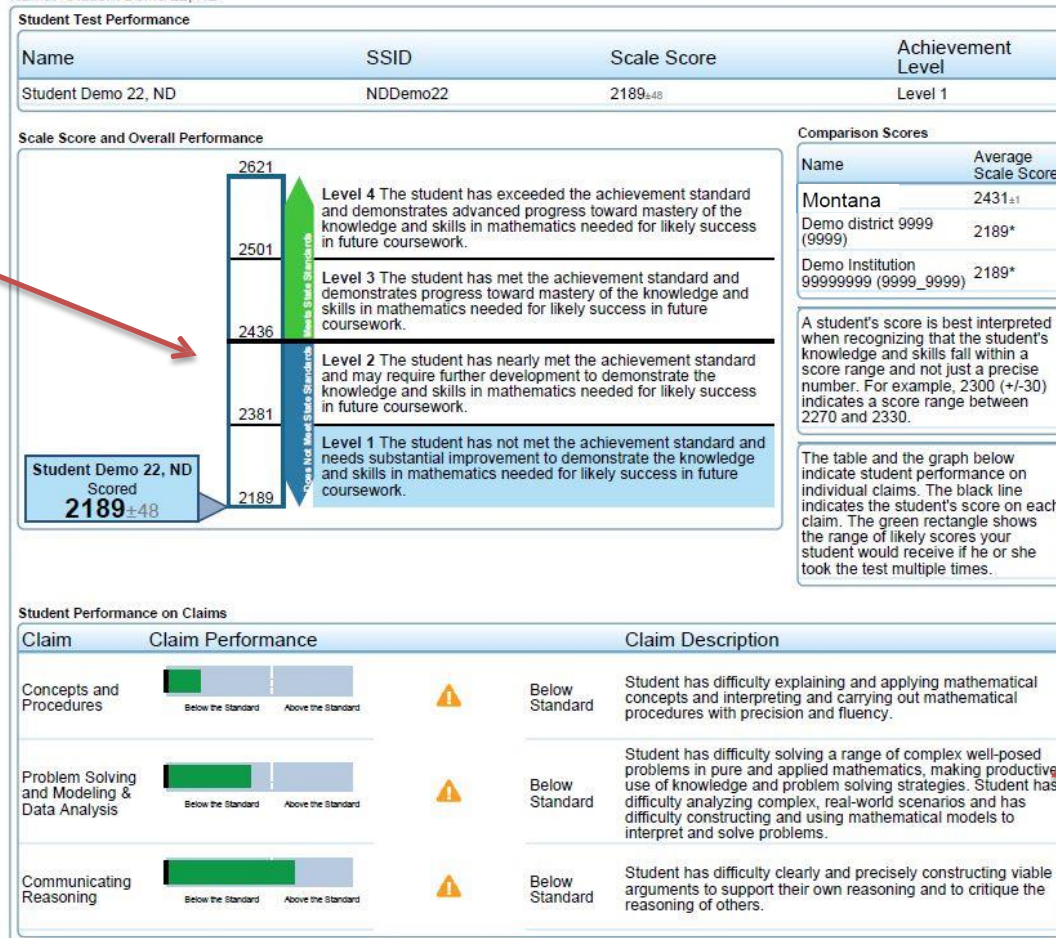 Student Test Performance
Name SSID Scale Score Achievement Level
Student Demo 22, ND NDDemo22 2189±48 Level 1
Scale Score and Overall Performance
2621
2501
2436
2381
2189
Meets State Standards
Does Not Meet State Standards
Level 4 The student has exceeded the achievement standard
and demonstrates advanced progress toward mastery of the
knowledge and skills in mathematics needed for likely success
in future coursework.
Level 3 The student has met the achievement standard and
demonstrates progress toward mastery of the knowledge and
skills in mathematics needed for likely success in future
coursework.
Level 2 The student has nearly met the achievement standard
and may require further development to demonstrate the
knowledge and skills in mathematics needed for likely success
in future coursework.
Level 1 The student has not met the achievement standard and
needs substantial improvement to demonstrate the knowledge
and skills in mathematics needed for likely success in future
coursework.
Student Demo 22, ND
Scored
2189±48
Comparison Scores
Name Average
Scale Score
Montana 2431±1
Demo district 9999
(9999) 2189*
Demo Institution
99999999 (9999_9999) 2189*
A student's score is best interpreted
when recognizing that the student's
knowledge and skills fall within a
score range and not just a precise
number. For example, 2300 (+/-30)
indicates a score range between
2270 and 2330.
The table and the graph below
indicate student performance on
individual claims. The black line
indicates the student's score on each
claim. The green rectangle shows
the range of likely scores your
student would receive if he or she
took the test multiple times.
Student Performance on Claims
Claim Claim Performance Claim Description
Concepts and
Procedures
Below the Standard Above the Standard
Below
Standard
Student has difficulty explaining and applying mathematical
concepts and interpreting and carrying out mathematical
procedures with precision and fluency.
Problem Solving
and Modeling &
Data Analysis
Below the Standard Above the Standard
Below
Standard
Student has difficulty solving a range of complex well-posed
problems in pure and applied mathematics, making productive
use of knowledge and problem solving strategies. Student has
difficulty analyzing complex, real-world scenarios and has
difficulty constructing and using mathematical models to
interpret and solve problems.
Communicating
Reasoning
Below the Standard Above the Standard
Below
Standard
Student has difficulty clearly and precisely constructing viable
arguments to support their own reasoning and to critique the
reasoning of others.